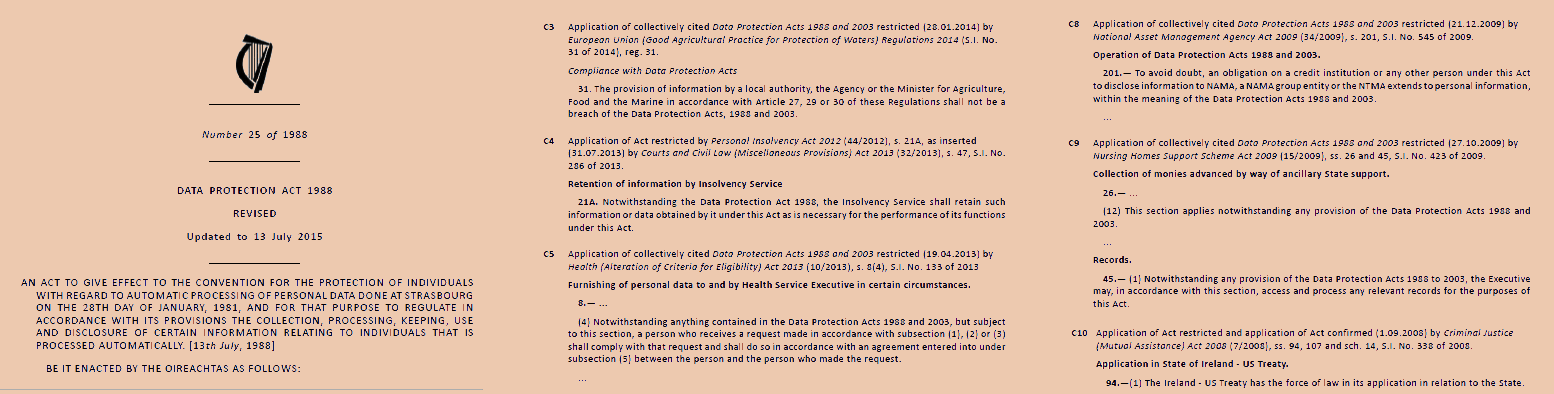 Number 25 of 1988
DATA PROTECTION ACT 1988
REVISED
Updated to 13 July 2015
AN ACT TO GIVE EFFECT TO THE CONVENTION FOR THE PROTECTION OF INDIVIDUALS
WITH REGARD TO AUTOMATIC PROCESSING OF PERSONAL DATA DONE AT STRASBOURG
ON THE 28TH DAY OF JANUARY, 1981, AND FOR THAT PURPOSE TO REGULATE IN
ACCORDANCE WITH ITS PROVISIONS THE COLLECTION, PROCESSING, KEEPING, USE
AND DISCLOSURE OF CERTAIN INFORMATION RELATING TO INDIVIDUALS THAT IS
PROCESSED AUTOMATICALLY. [13th July, 1988]
BE IT ENACTED BY THE OIREACHTAS AS FOLLOWS:
C3 Application of collectively cited Data Protection Acts 1988 and 2003 restricted (28.01.2014) by
European Union (Good Agricultural Practice for Protection of Waters) Regulations 2014 (S.I. No.
31 of 2014), reg. 31.
Compliance with Data Protection Acts
31. The provision of information by a local authority, the Agency or the Minister for Agriculture,
Food and the Marine in accordance with Article 27, 29 or 30 of these Regulations shall not be a
breach of the Data Protection Acts, 1988 and 2003.
C4 Application of Act restricted by Personal Insolvency Act 2012 (44/2012), s. 21A, as inserted
(31.07.2013) by Courts and Civil Law (Miscellaneous Provisions) Act 2013 (32/2013), s. 47, S.I. No.
286 of 2013.
Retention of information by Insolvency Service
21A. Notwithstanding the Data Protection Act 1988, the Insolvency Service shall retain such
information or data obtained by it under this Act as is necessary for the performance of its functions
under this Act.
C5 Application of collectively cited Data Protection Acts 1988 and 2003 restricted (19.04.2013) by
Health (Alteration of Criteria for Eligibility) Act 2013 (10/2013), s. 8(4), S.I. No. 133 of 2013
Furnishing of personal data to and by Health Service Executive in certain circumstances.
8.— ...
(4) Notwithstanding anything contained in the Data Protection Acts 1988 and 2003, but subject
to this section, a person who receives a request made in accordance with subsection (1), (2) or (3)
shall comply with that request and shall do so in accordance with an agreement entered into under
subsection (5) between the person and the person who made the request.
...
C8 Application of collectively cited Data Protection Acts 1988 and 2003 restricted (21.12.2009) by
National Asset Management Agency Act 2009 (34/2009), s. 201, S.I. No. 545 of 2009.
Operation of Data Protection Acts 1988 and 2003.
201.— To avoid doubt, an obligation on a credit institution or any other person under this Act
to disclose information to NAMA, a NAMA group entity or the NTMA extends to personal information,
within the meaning of the Data Protection Acts 1988 and 2003.
...
C9 Application of collectively cited Data Protection Acts 1988 and 2003 restricted (27.10.2009) by
Nursing Homes Support Scheme Act 2009 (15/2009), ss. 26 and 45, S.I. No. 423 of 2009.
Collection of monies advanced by way of ancillary State support.
26.— ...
(12) This section applies notwithstanding any provision of the Data Protection Acts 1988 and
2003.
...
Records.
45.— (1) Notwithstanding any provision of the Data Protection Acts 1988 to 2003, the Executive
may, in accordance with this section, access and process any relevant records for the purposes of
this Act.
C10 Application of Act restricted and application of Act confirmed (1.09.2008) by Criminal Justice
(Mutual Assistance) Act 2008 (7/2008), ss. 94, 107 and sch. 14, S.I. No. 338 of 2008.
Application in State of Ireland - US Treaty.
94.—(1) The Ireland - US Treaty has the force of law in its application in relation to the State.